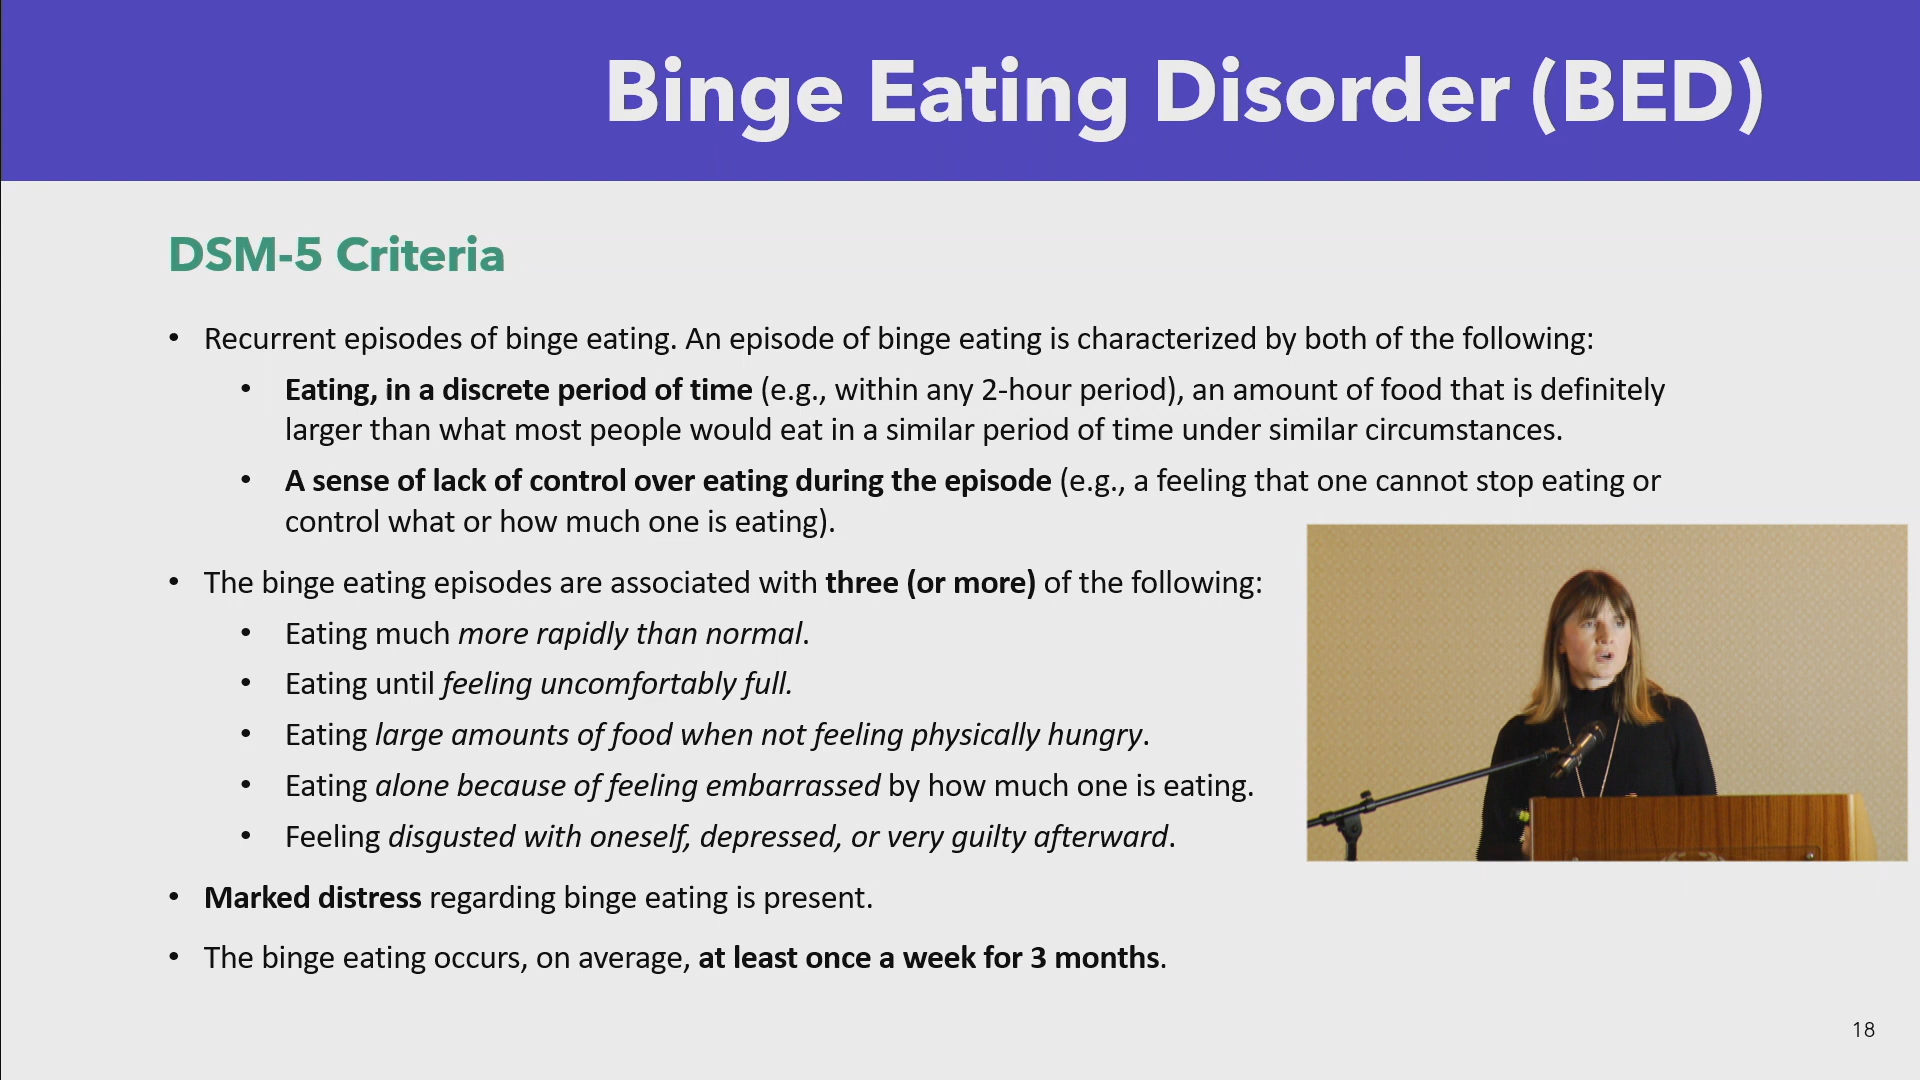 Binge Eating Disorder (BED)
DSM-5 Criteria
• Recurrent episodes of binge eating. An episode of binge eating is characterized by both of the following:
• Eating, in a discrete period of time (e.g., within any 2-hour period), an amount of food that is definitely
larger than what most people would eat in a similar period of time under similar circumstances.
• A sense of lack of control over eating during the episode (e.g., a feeling that one cannot stop eating or
control what or how much one is eating).
• The binge eating episodes are associated with three (or more) of the following:
• Eating much more rapidly than normal.
• Eating until feeling uncomfortably full.
• Eating large amounts of food when not feeling physically hungry.
• Eating alone because of feeling embarrassed by how much one is eating.
• Feeling disgusted with oneself, depressed, or very guilty afterward.
• Marked distress regarding binge eating is present.
• The binge eating occurs, on average, at least once a week for 3 months.
18